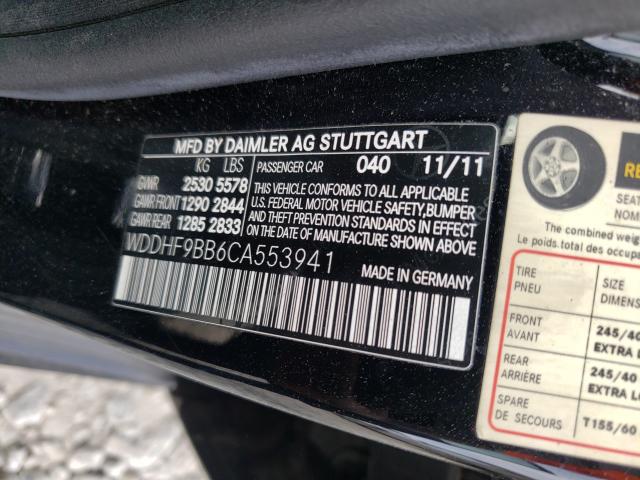 MFD BY DAIMLER AG STUTTGART
KG LBS PASSENGER CAR 040 11/11
GVWR 2530 5578
GAWR FRONT 1290 2844
GAWR REAR 1285 2833
THIS VEHICLE CONFORMS TO ALL APPLICABLE
U.S. FEDERAL MOTOR VEHICLE SAFETY, BUMPER
AND THEFT PREVENTION STANDARDS IN
EFFECT ON THE DATE OF MANUFACTURE
SHOWN ABOVE.
WDDHF9BB6CA553941
MADE IN GERMANY
The combined weight
Le poids total des occupa
TIRE
PNEU
SIZE
DIMENS
FRONT
AVANT
245/40
EXTRA L
REAR
ARRIÈRE
245/40
EXTRA L
SPARE
DE SECOURS
T155/60
SEAT